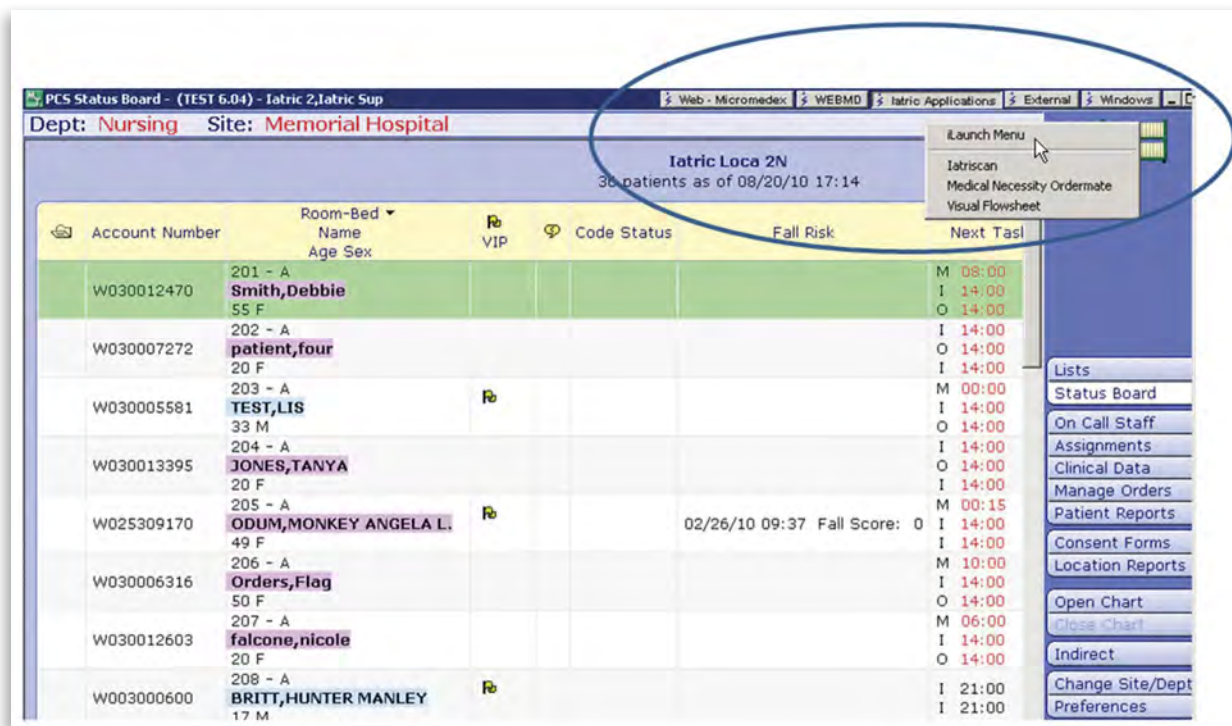 PCS Status Board - (TEST 6.04) - Iatric 2,Iatric Sup
Web - Micromedex WEBMD Iatric Applications External Windows
Dept: Nursing Site: Memorial Hospital
iLaunch Menu
Iatriscan
Medical Necessity Ordermate
Visual Flowsheet
Iatric Loca 2N
36 patients as of 08/20/10 17:14
Account Number Room-Bed Name Age Sex VIP Code Status Fall Risk Next Tasl
201 - A M 08:00
W030012470 Smith,Debbie I 14:00
55 F O 14:00
202 - A I 14:00
W030007272 patient,four O 14:00
20 F I 14:00
203 - A M 00:00
W030005581 TEST,LIS I 14:00
33 M O 14:00
204 - A I 14:00
W030013395 JONES,TANYA O 14:00
20 F I 14:00
205 - A M 00:15
W025309170 ODUM,MONKEY ANGELA L. 02/26/10 09:37 Fall Score: 0 I 14:00
49 F I 14:00
206 - A M 10:00
W030006316 Orders,Flag I 14:00
50 F O 14:00
207 - A M 06:00
W030012603 falcone,nicole I 14:00
20 F O 14:00
208 - A I 21:00
W003000600 BRITT,HUNTER MANLEY I 21:00
17 M
Lists
Status Board
On Call Staff
Assignments
Clinical Data
Manage Orders
Patient Reports
Consent Forms
Location Reports
Open Chart
Close Chart
Indirect
Change Site/Dept
Preferences